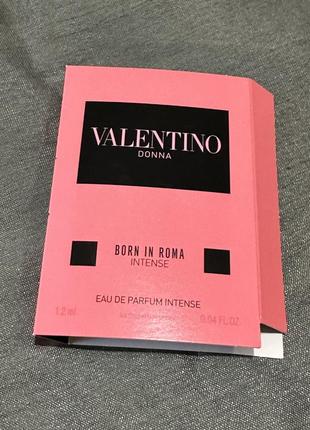 VALENTINO
DONNA
BORN IN ROMA
INTENSE
EAU DE PARFUM INTENSE
1.2 ml 0.04 FL.OZ.